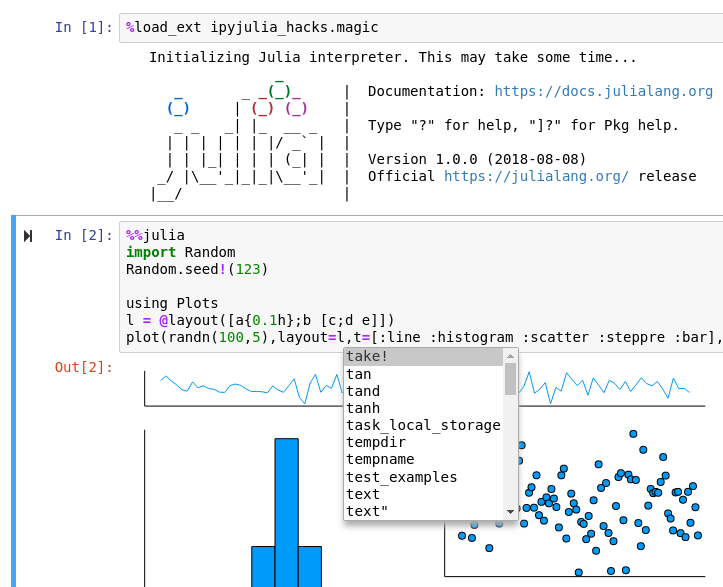 In [1]: %load_ext ipyjulia_hacks.magic
Initializing Julia interpreter. This may take some time...
               _
   _       _ _(_)_     |  Documentation: https://docs.julialang.org
  (_)     | (_) (_)    |
   _ _   _| |_  __ _   |  Type "?" for help, "]?" for Pkg help.
  | | | | | | |/ _` |  |
  | | |_| | | | (_| |  |  Version 1.0.0 (2018-08-08)
 _/ |\__'_|_|_|\__'_|  |  Official https://julialang.org/ release
|__/                   |
In [2]: %%julia
import Random
Random.seed!(123)
using Plots
l = @layout([a{0.1h};b [c;d e]])
plot(randn(100,5),layout=l,t=[:line :histogram :scatter :steppre :bar],
Out[2]:
take!
tan
tand
tanh
task_local_storage
tempdir
tempname
test_examples
text
text"